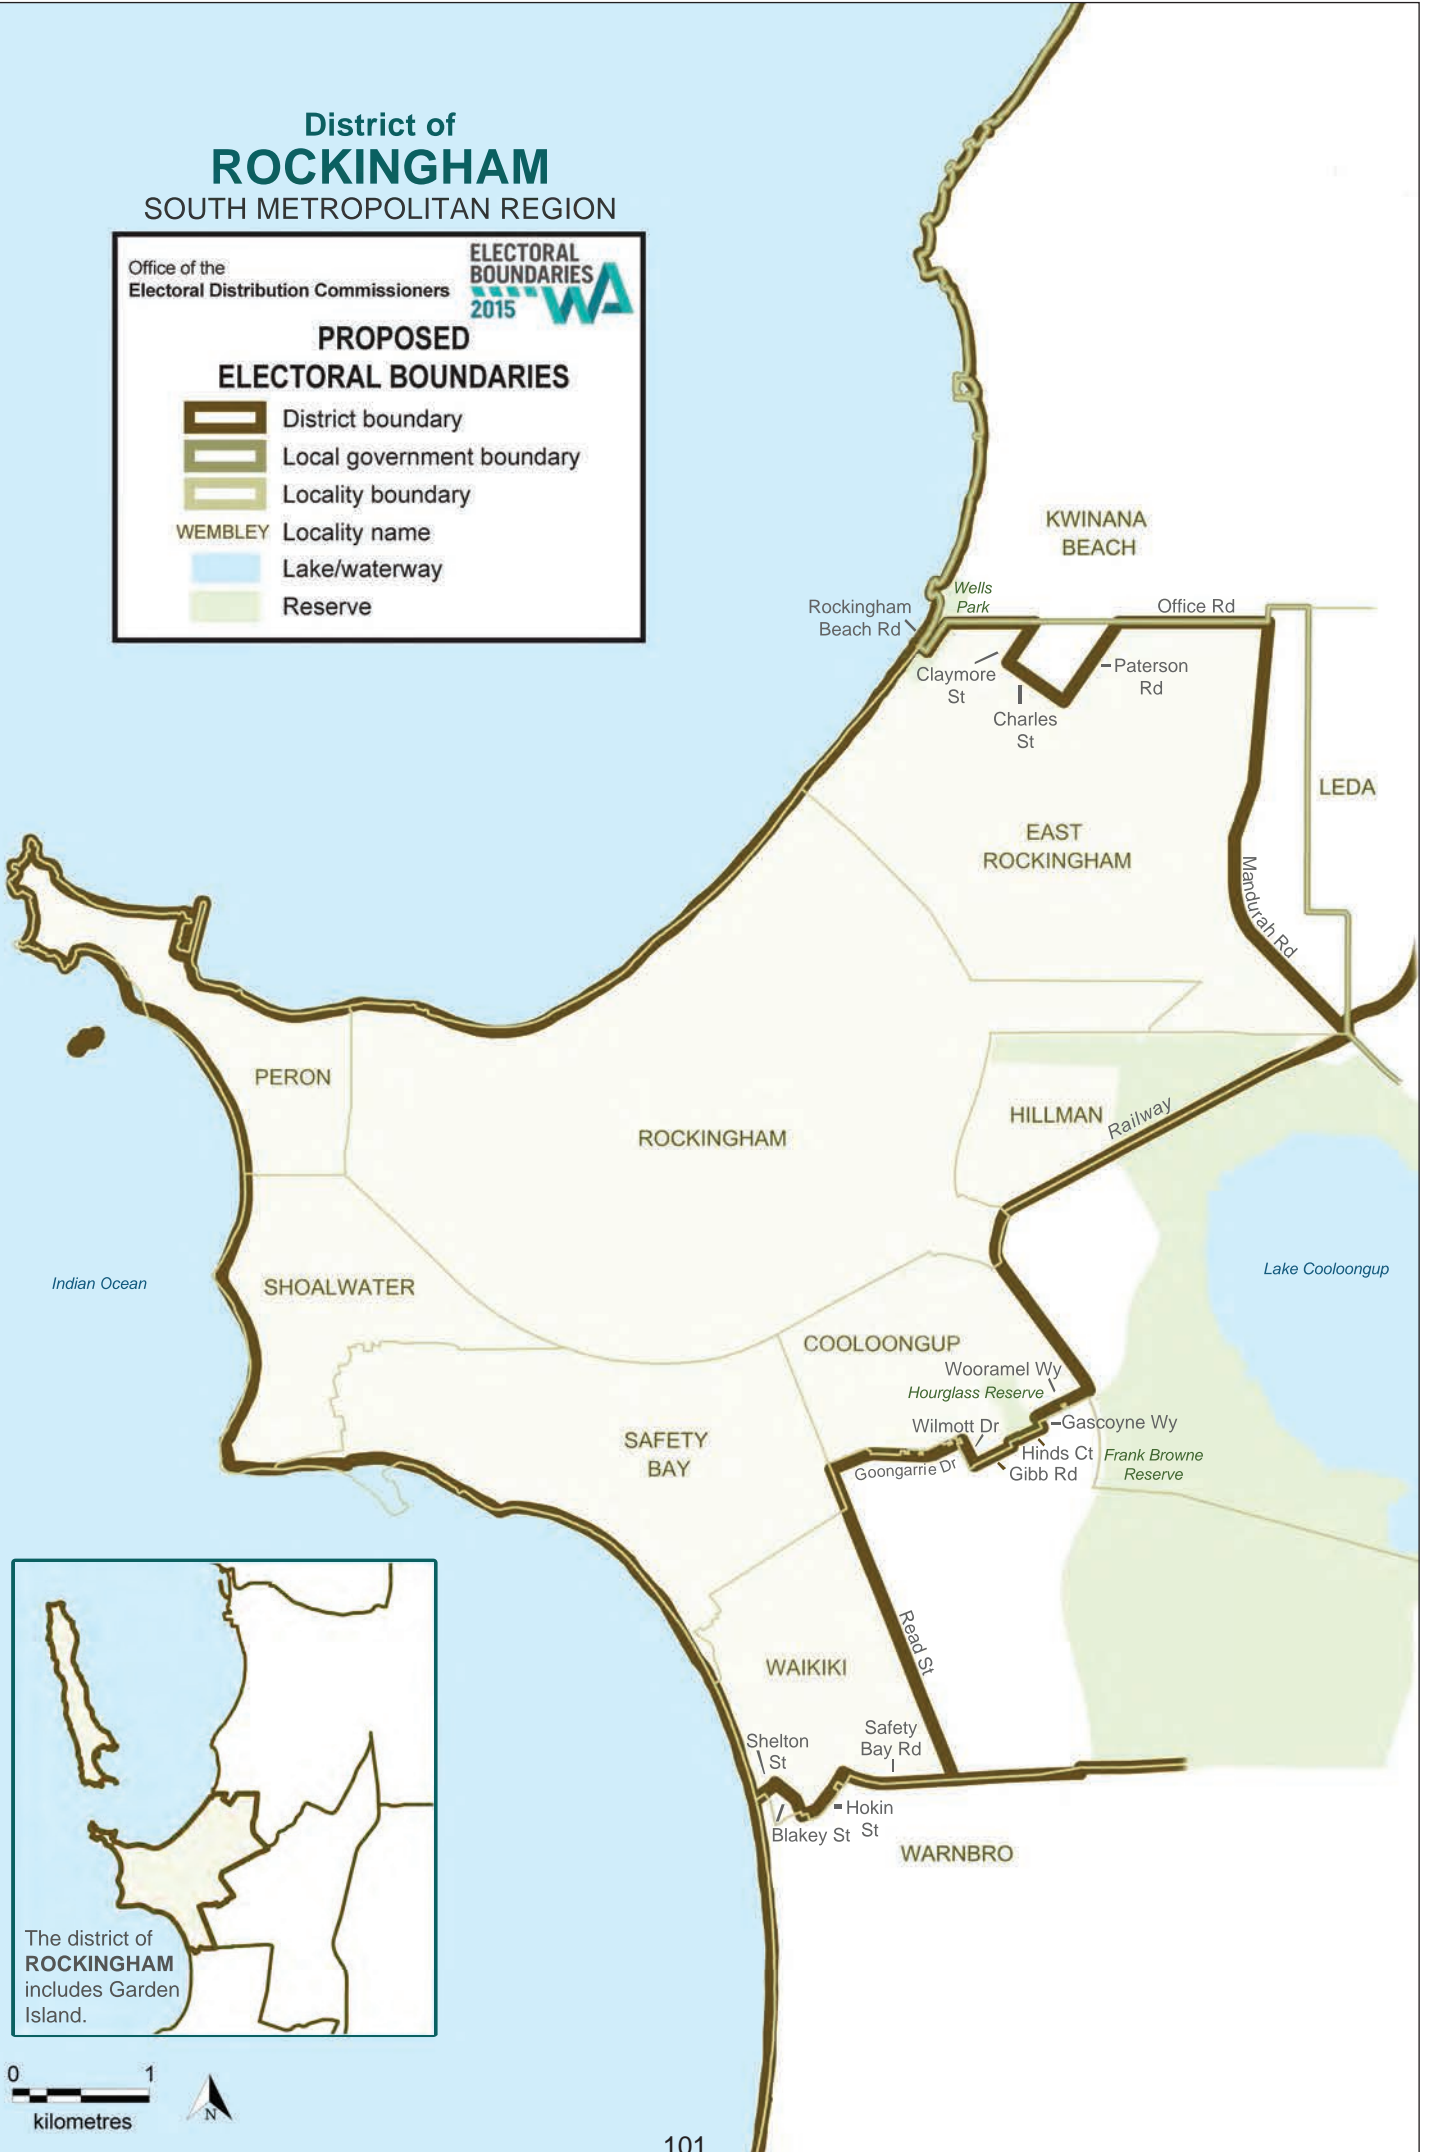 District of
ROCKINGHAM
SOUTH METROPOLITAN REGION
Office of the
Electoral Distribution Commissioners
ELECTORAL
BOUNDARIES
2015 WA
PROPOSED
ELECTORAL BOUNDARIES
District boundary
Local government boundary
Locality boundary
WEMBLEY Locality name
Lake/waterway
Reserve
KWINANA
BEACH
Wells
Park
Rockingham
Beach Rd
Office Rd
Claymore
St
Paterson
Rd
Charles
St
LEDA
EAST
ROCKINGHAM
Mandurah Rd
PERON
HILLMAN
Railway
ROCKINGHAM
Indian Ocean
SHOALWATER
Lake Cooloongup
COOLOONGUP
Wooramel Wy
Hourglass Reserve
Wilmott Dr
Gascoyne Wy
SAFETY
BAY
Hinds Ct
Frank Browne
Reserve
Goongarrie Dr
Gibb Rd
Read St
WAIKIKI
Shelton
St
Safety
Bay Rd
Hokin
St
Blakey St
WARNBRO
The district of
ROCKINGHAM
includes Garden
Island.
0 1
kilometres
N
101